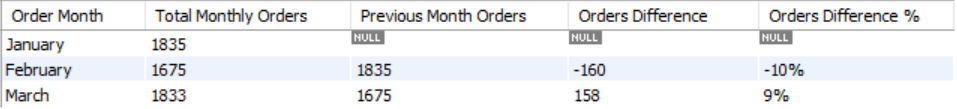 Order Month Total Monthly Orders Previous Month Orders Orders Difference Orders Difference %
January 1835 NULL NULL NULL
February 1675 1835 -160 -10%
March 1833 1675 158 9%